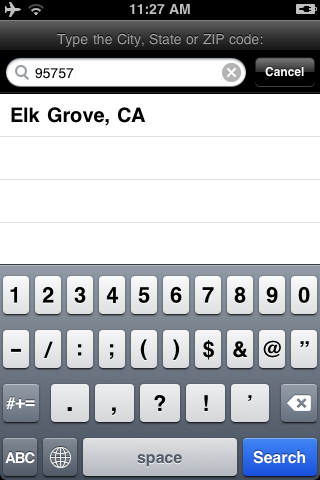 11:27 AM
Type the City, State or ZIP code:
95757
Cancel
Elk Grove, CA
1 2 3 4 5 6 7 8 9 0
- / : ; ( ) $ & @ ”
#+= . , ? ! ’
ABC space Search